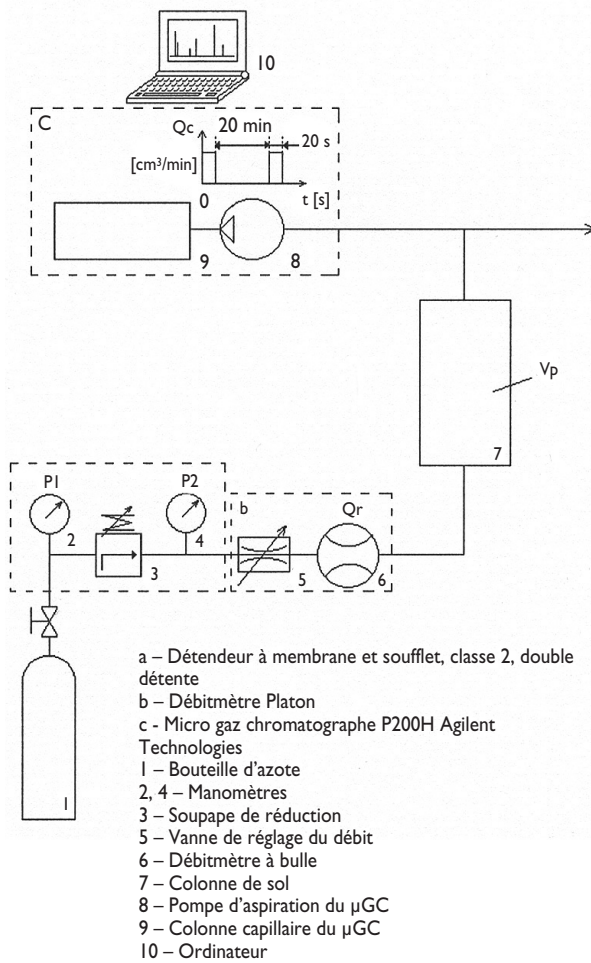 10
C
Qc
20 min
20 s
[cm³/min]
0
t [s]
9
8
Vp
7
P1
P2
b
Qr
2
4
3
5
6
1
a – Détendeur à membrane et soufflet, classe 2, double
détente
b – Débitmètre Platon
c - Micro gaz chromatographe P200H Agilent
Technologies
1 – Bouteille d'azote
2, 4 – Manomètres
3 – Soupape de réduction
5 – Vanne de réglage du débit
6 – Débitmètre à bulle
7 – Colonne de sol
8 – Pompe d'aspiration du µGC
9 – Colonne capillaire du µGC
10 – Ordinateur